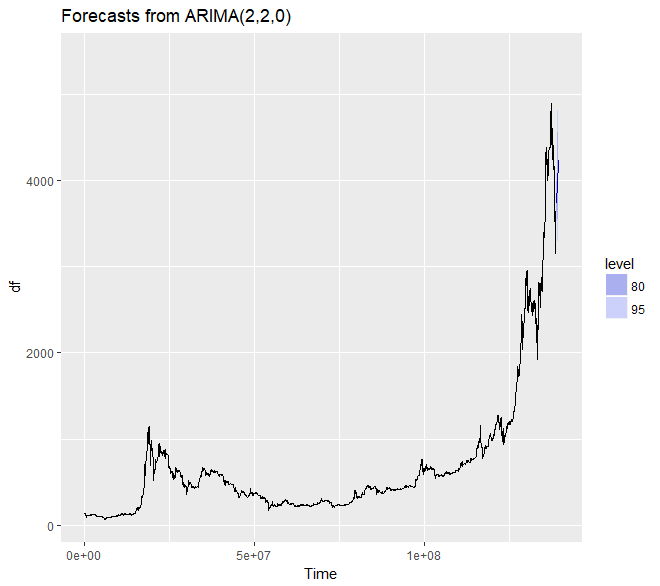 Forecasts from ARIMA(2,2,0)
4000
2000
0
df
0e+00
5e+07
1e+08
Time
level
80
95